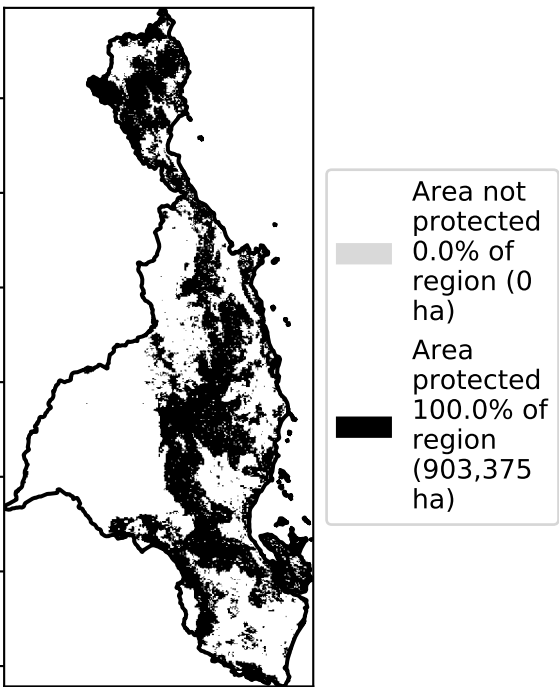 Area not
protected
0.0% of
region (0
ha)
Area
protected
100.0% of
region
(903,375
ha)